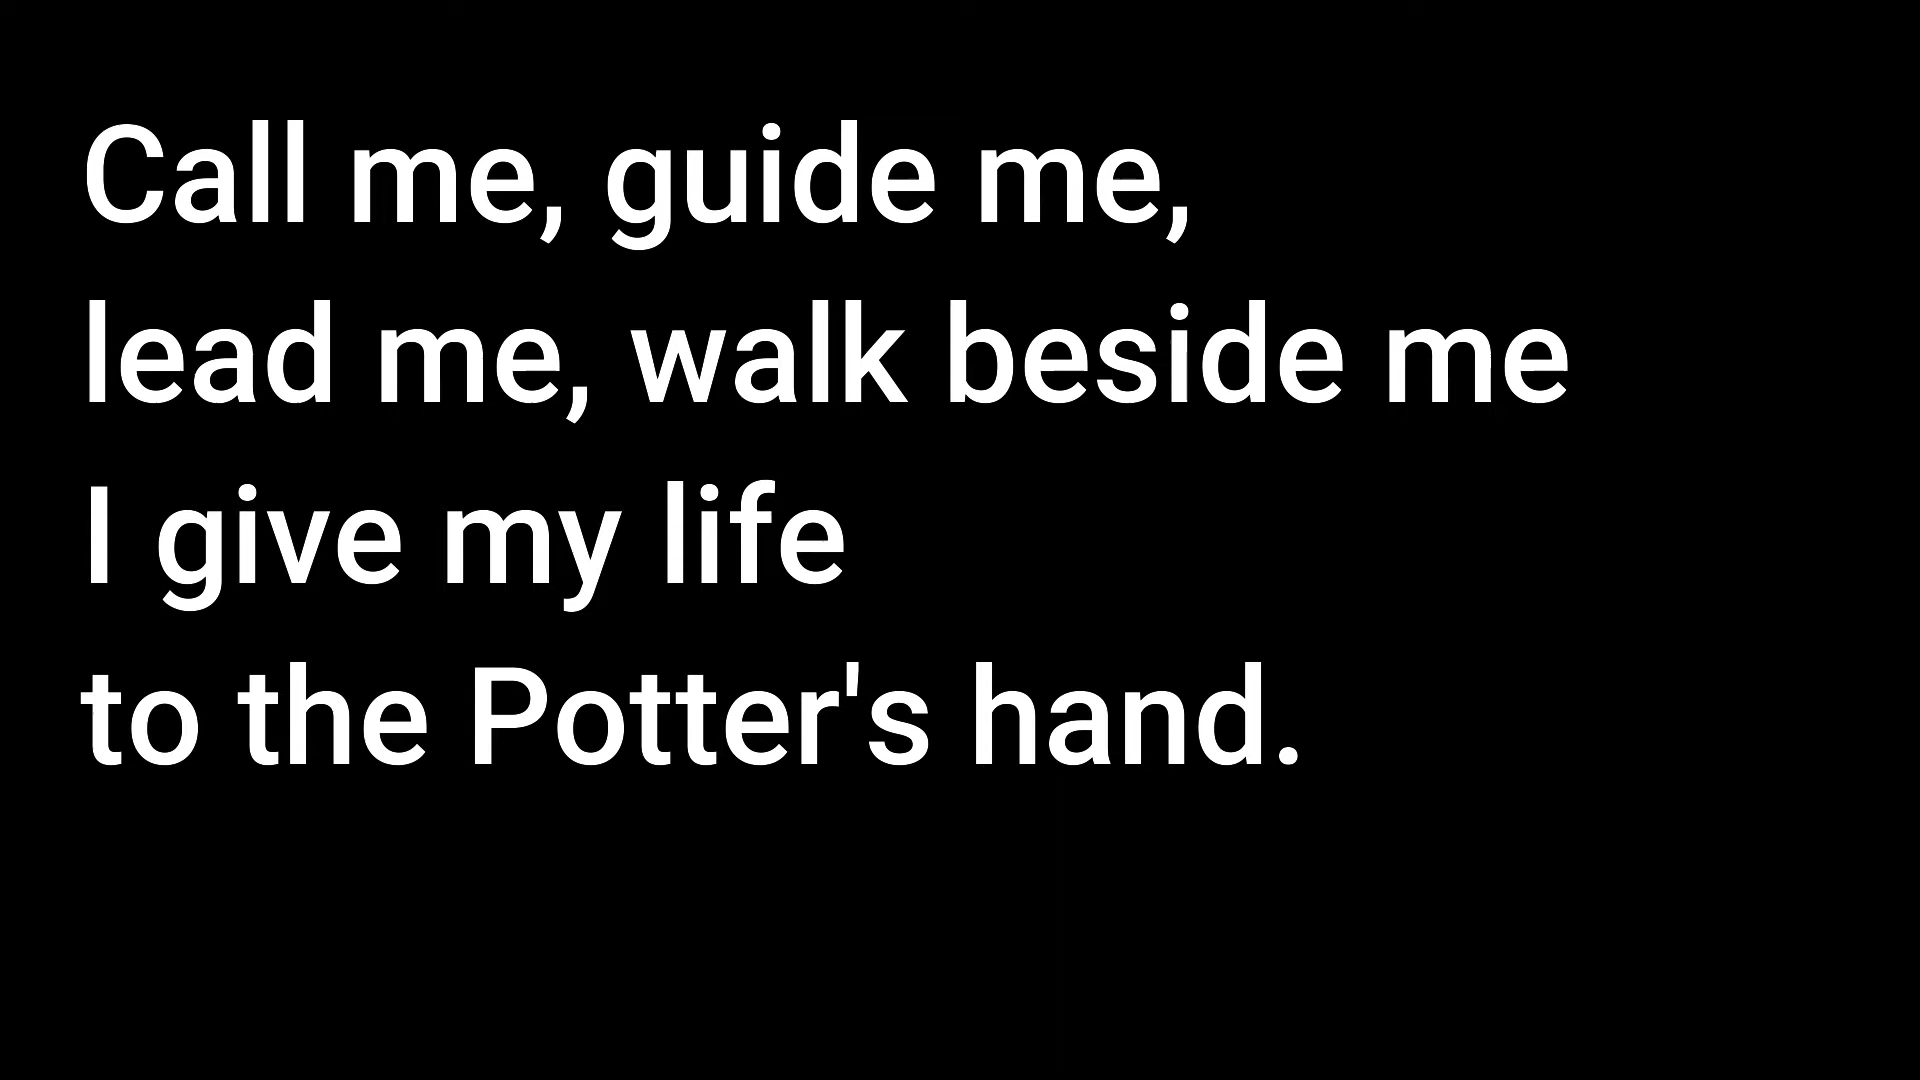 Call me, guide me,
lead me, walk beside me
I give my life
to the Potter's hand.